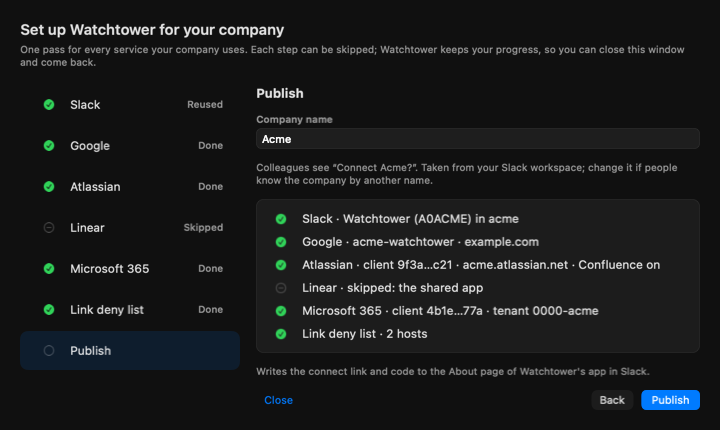 Set up Watchtower for your company
One pass for every service your company uses. Each step can be skipped; Watchtower keeps your progress, so you can close this window
and come back.
Slack Reused
Google Done
Atlassian Done
Linear Skipped
Microsoft 365 Done
Link deny list Done
Publish
Publish
Company name
Acme
Colleagues see “Connect Acme?”. Taken from your Slack workspace; change it if people
know the company by another name.
Slack · Watchtower (A0ACME) in acme
Google · acme-watchtower · example.com
Atlassian · client 9f3a…c21 · acme.atlassian.net · Confluence on
Linear · skipped: the shared app
Microsoft 365 · client 4b1e…77a · tenant 0000-acme
Link deny list · 2 hosts
Writes the connect link and code to the About page of Watchtower's app in Slack.
Close Back Publish